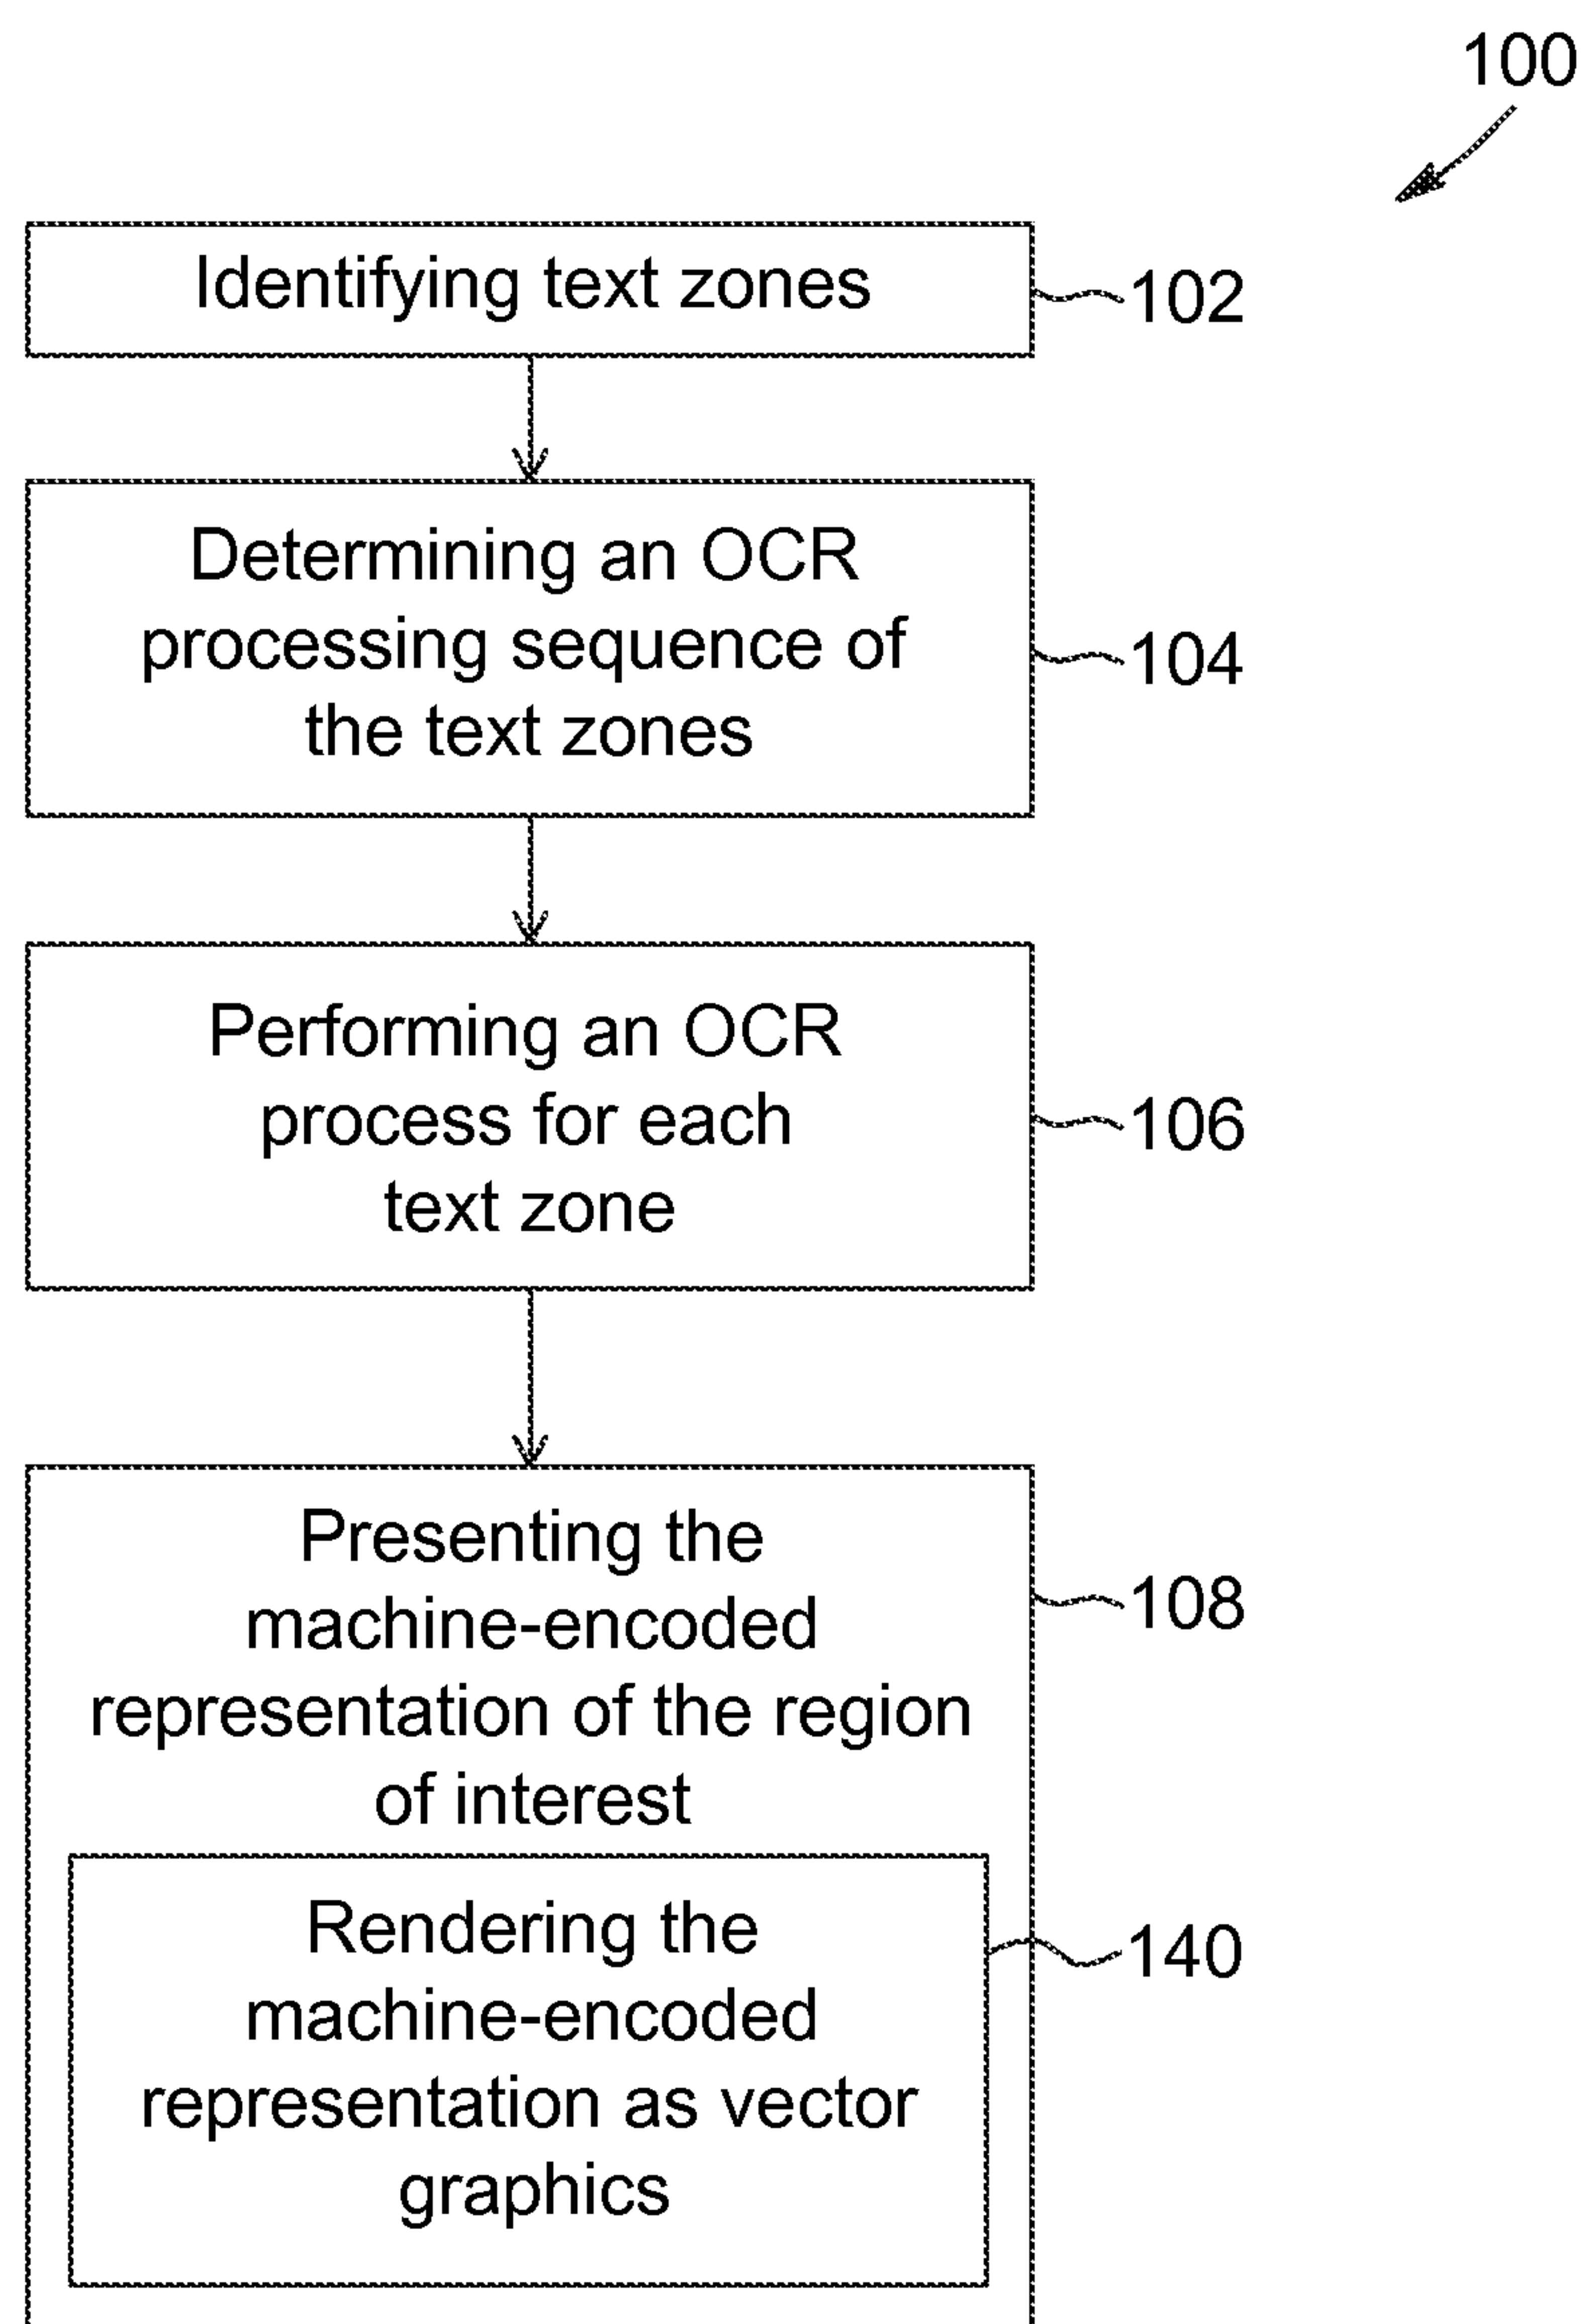 100
Identifying text zones
102
Determining an OCR
processing sequence of
the text zones
104
Performing an OCR
process for each
text zone
106
Presenting the
machine-encoded
representation of the region
of interest
108
Rendering the
machine-encoded
representation as vector
graphics
140